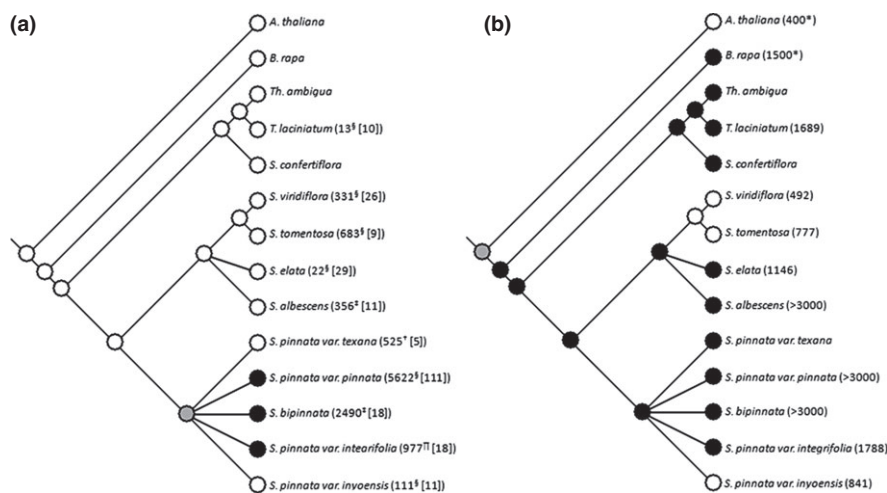 (a)
A. thaliana
B. rapa
Th. ambigua
T. laciniatum (13§ [10])
S. confertiflora
S. viridiflora (331§ [26])
S. tomentosa (683§ [9])
S. elata (22§ [29])
S. albescens (356‡ [11])
S. pinnata var. texana (525† [5])
S. pinnata var. pinnata (5622§ [111])
S. bipinnata (2490‡ [18])
S. pinnata var. intearifolia (977∏ [18])
S. pinnata var. inyoensis (111§ [11])
(b)
A. thaliana (400*)
B. rapa (1500*)
Th. ambigua
T. laciniatum (1689)
S. confertiflora
S. viridiflora (492)
S. tomentosa (777)
S. elata (1146)
S. albescens (>3000)
S. pinnata var. texana
S. pinnata var. pinnata (>3000)
S. bipinnata (>3000)
S. pinnata var. integrifolia (1788)
S. pinnata var. inyoensis (841)